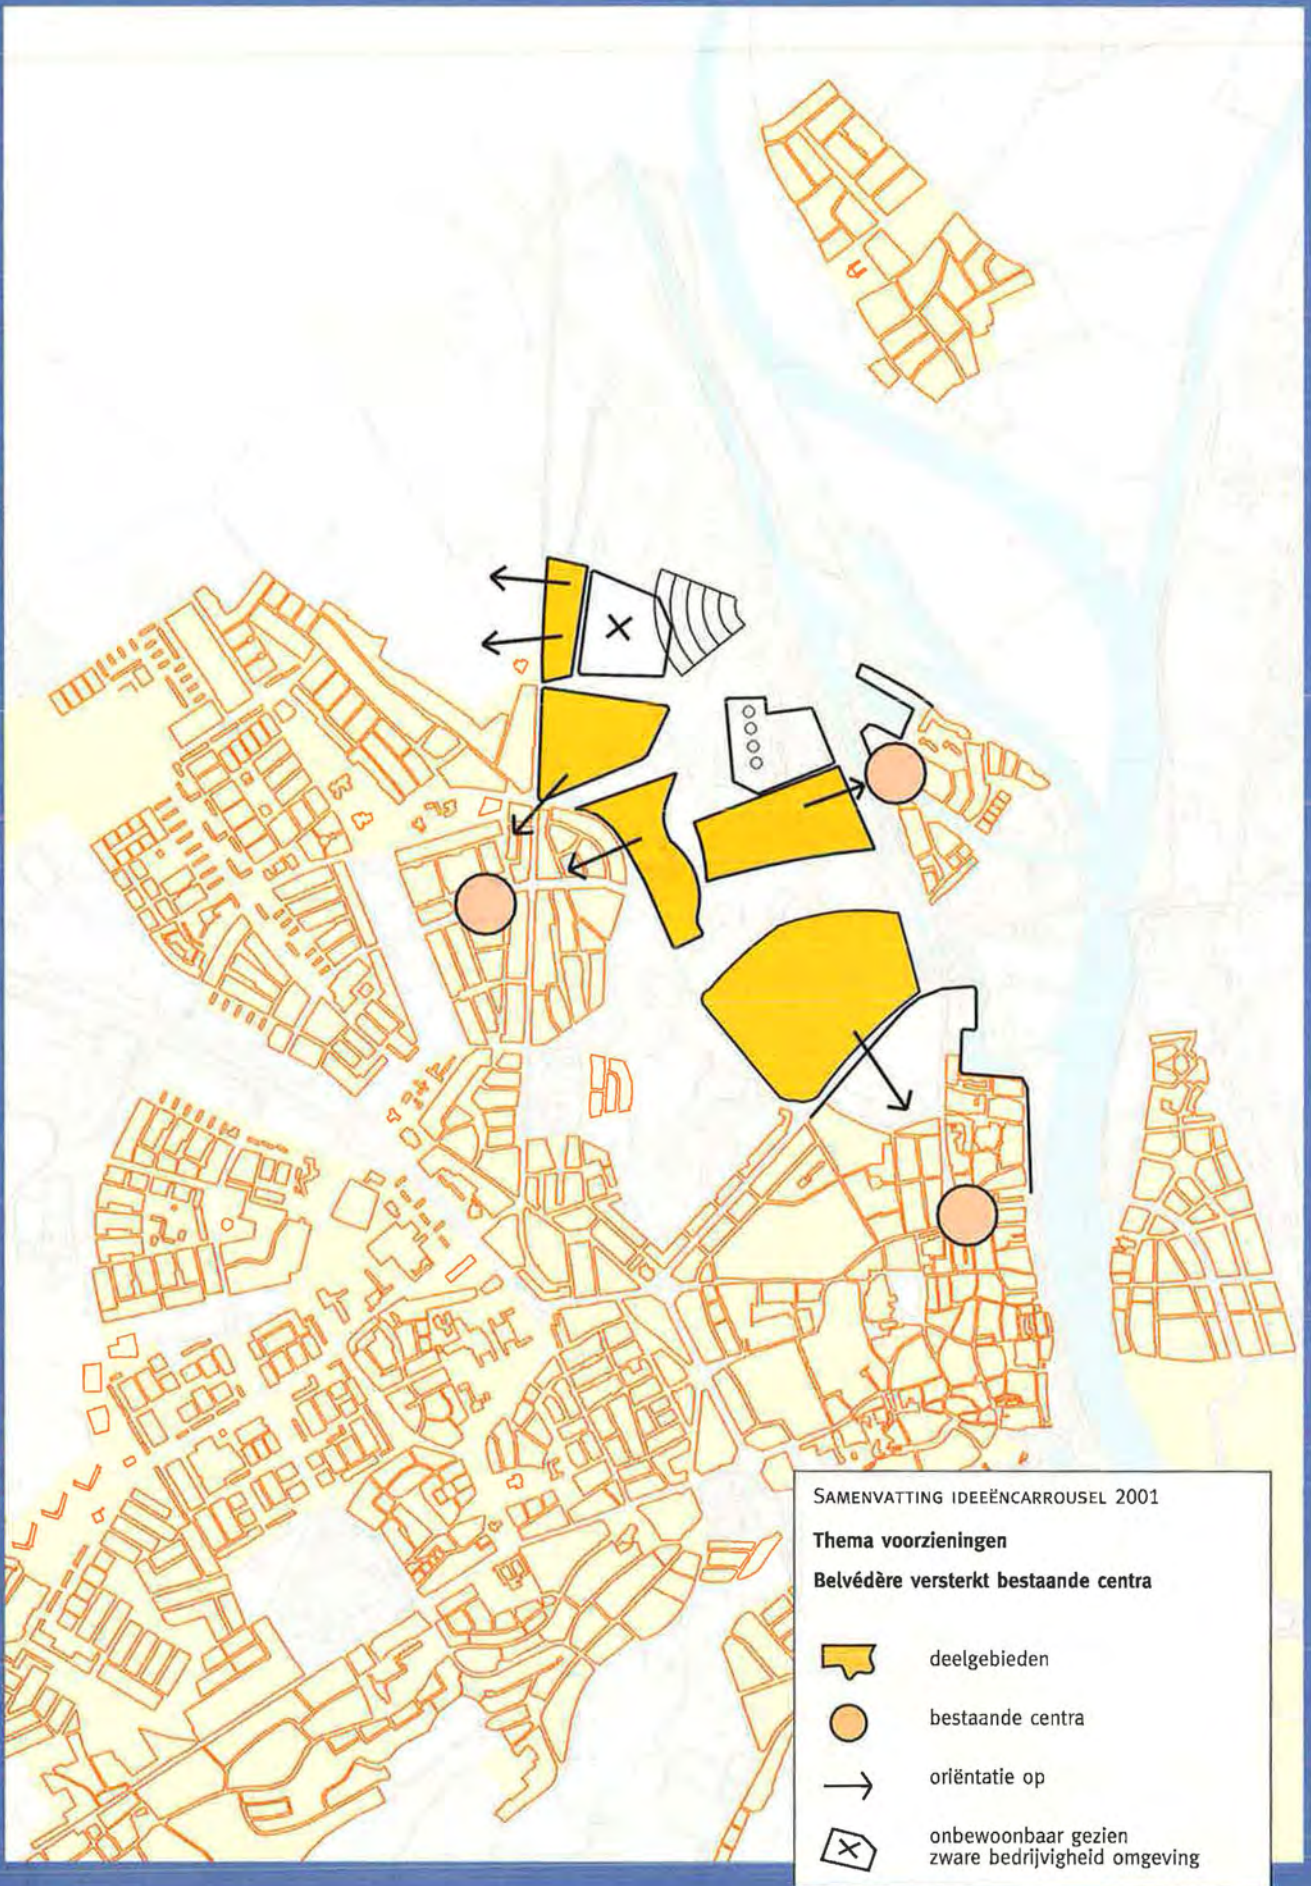 SAMENVATTING IDEEËNCARROUSEL 2001
Thema voorzieningen
Belvédère versterkt bestaande centra
deelgebieden
bestaande centra
oriëntatie op
onbewoonbaar gezien
zware bedrijvigheid omgeving